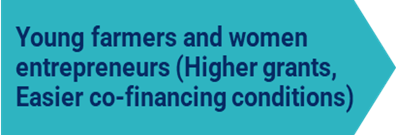 Young farmers and women
entrepreneurs (Higher grants,
Easier co-financing conditions)